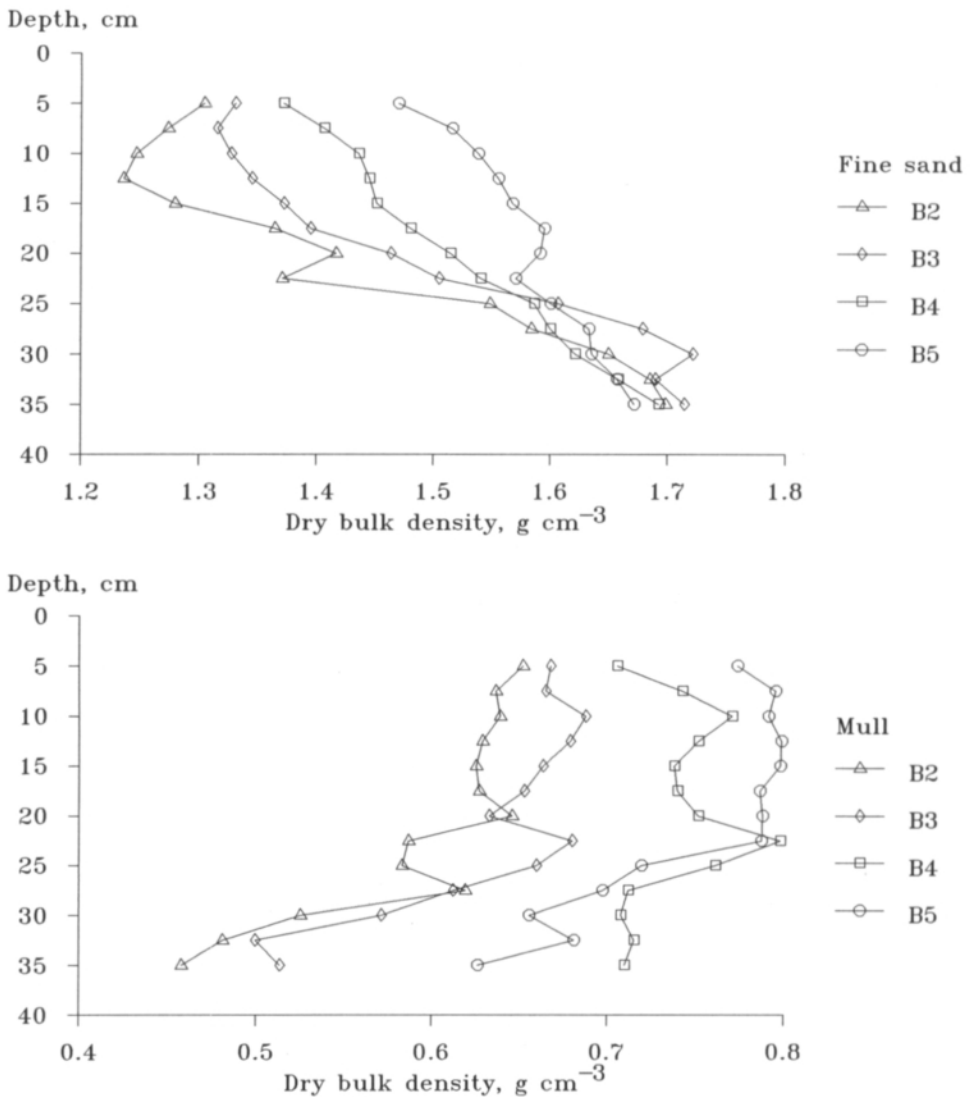 Depth, cm
0
5
10
15
20
25
30
35
40
1.2 1.3 1.4 1.5 1.6 1.7 1.8
Dry bulk density, g cm⁻³
Fine sand
B2
B3
B4
B5
Depth, cm
0
5
10
15
20
25
30
35
40
0.4 0.5 0.6 0.7 0.8
Dry bulk density, g cm⁻³
Mull
B2
B3
B4
B5